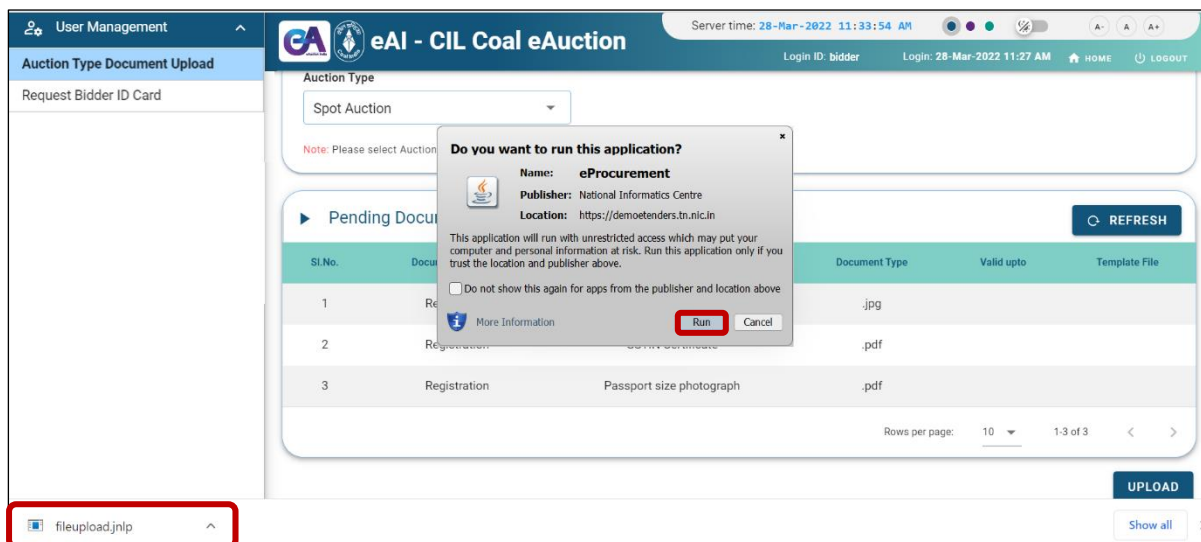 User Management
Auction Type Document Upload
Request Bidder ID Card
eAI - CIL Coal eAuction
Server time: 28-Mar-2022 11:33:54 AM
A- A A+
Login ID: bidder Login: 28-Mar-2022 11:27 AM HOME LOGOUT
Auction Type
Spot Auction
Note: Please select Auction
Do you want to run this application?
Name: eProcurement
Publisher: National Informatics Centre
Location: https://demoetenders.tn.nic.in
This application will run with unrestricted access which may put your
computer and personal information at risk. Run this application only if you
trust the location and publisher above.
Do not show this again for apps from the publisher and location above
More Information Run Cancel
Pending Docu
REFRESH
Sl.No. Docu Document Type Valid upto Template File
1 Re .jpg
2 Registration .pdf
3 Registration Passport size photograph .pdf
Rows per page: 10 1-3 of 3
UPLOAD
fileupload.jnlp Show all